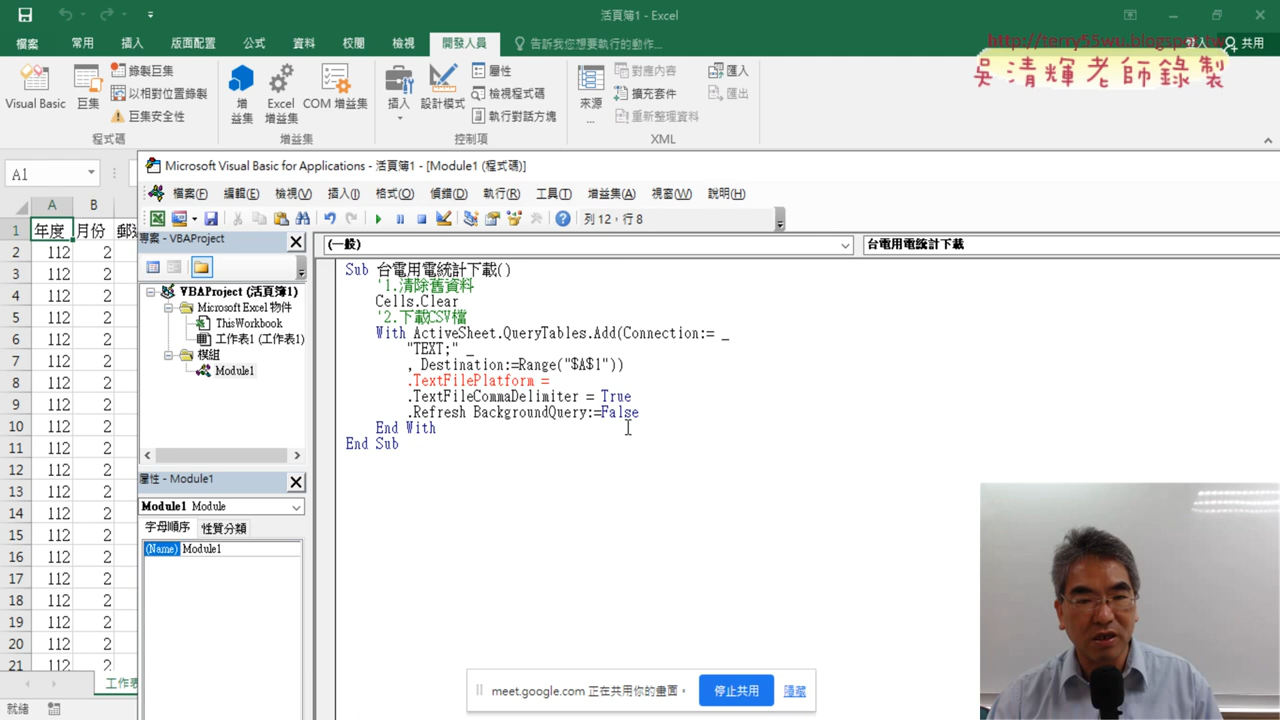 活頁簿1 - Excel
http://terry55wu.blogspot.tw
吳清輝老師錄製
檔案 常用 插入 版面配置 公式 資料 校閱 檢視 開發人員 告訴我您想要執行的動作... 登入 共用
Visual Basic 巨集 錄製巨集 以相對位置錄製 巨集安全性
增益集 Excel 增益集 COM 增益集
插入 設計模式 屬性 檢視程式碼 執行對話方塊
來源... 對應內容 擴充套件 重新整理資料 匯入 匯出
程式碼 增益集 控制項 XML
A1
Microsoft Visual Basic for Applications - 活頁簿1 - [Module1 (程式碼)]
檔案(F) 編輯(E) 檢視(V) 插入(I) 格式(O) 偵錯(D) 執行(R) 工具(T) 增益集(A) 視窗(W) 說明(H)
列 12，行 8
A B
1 年度 月份 郵
2 112 2
3 112 2
4 112 2
5 112 2
6 112 2
7 112 2
8 112 2
9 112 2
10 112 2
11 112 2
12 112 2
13 112 2
14 112 2
15 112 2
16 112 2
17 112 2
18 112 2
19 112 2
20 112 2
21 112 2
工作表
就緒
專案 - VBAProject
VBAProject (活頁簿1)
Microsoft Excel 物件
ThisWorkbook
工作表1 (工作表1)
模組
Module1
屬性 - Module1
Module1 Module
字母順序 性質分類
(Name) Module1
(一般) 台電用電統計下載
Sub 台電用電統計下載()
'1.清除舊資料
Cells.Clear
'2.下載CSV檔
With ActiveSheet.QueryTables.Add(Connection:= _
"TEXT;" _
, Destination:=Range("$A$1"))
.TextFilePlatform =
.TextFileCommaDelimiter = True
.Refresh BackgroundQuery:=False
End With
End Sub
meet.google.com 正在共用你的畫面。 停止共用 隱藏